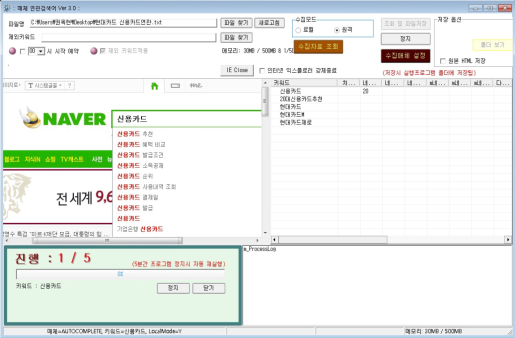 매체 연관검색어 Ver 3.0 :
파일명 C:₩Users₩현욱현₩Desktop₩현대카드 신용카드연관.txt 파일 찾기 새로고침
제외키워드 파일 찾기
수집모드
로컬 원격
수집자료 조회
조회 및 파일저장
정지
수집매체 설정
저장 옵션
폴더 보기
원본 HTML 저장
(저장시 실행프로그램 폴더에 저장됨)
00 시 시작 예약 제외 키워드적용 메모리: 30MB / 500MB
IE Close 인터넷 익스플로러 강제종료
시스템글꼴 가
NAVER
신용카드
신용카드 추천
신용카드 혜택 비교
신용카드 발급조건
신용카드 소득공제
신용카드 순위
신용카드 사용내역 조회
신용카드 결제일
신용카드 발급
신용카드
기업은행 신용카드
블로그 지식iN 쇼핑 TV캐스트 사전
전 세계 9,6
키워드
신용카드 20
20대신용카드추천
현대카드
현대카드M
현대카드제로
진행 : 1 / 5
(5분간 프로그램 정지시 자동 재실행)
키워드 : 신용카드
정지 닫기
m_ProcessLog
매체=AUTOCOMPLETE, 키워드=신용카드, LocalMode=Y
메모리: 30MB / 500MB